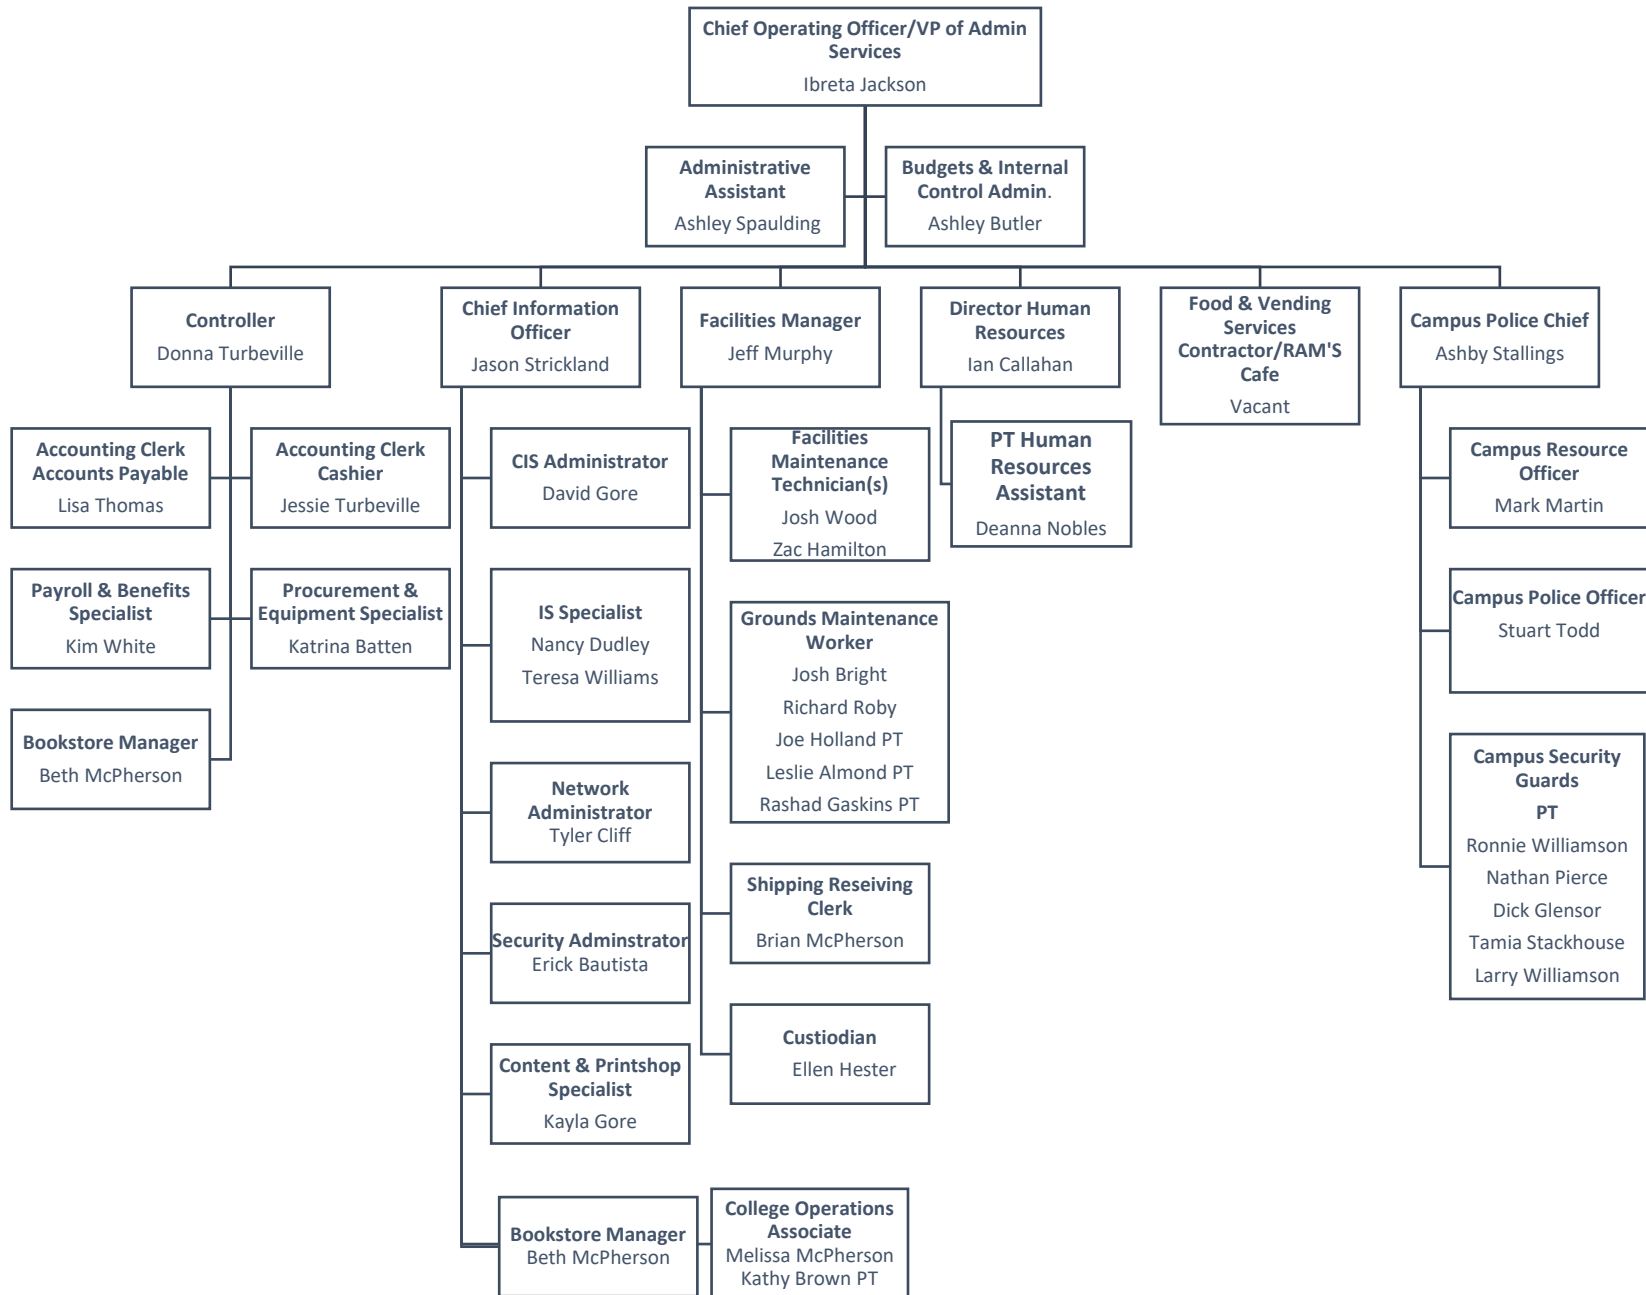 Chief Operating Officer/VP of Admin
Services
Ibreta Jackson
Administrative
Assistant
Ashley Spaulding
Budgets & Internal
Control Admin.
Ashley Butler
Controller
Donna Turbeville
Chief Information
Officer
Jason Strickland
Facilities Manager
Jeff Murphy
Director Human
Resources
Ian Callahan
Food & Vending
Services
Contractor/RAM'S
Cafe
Vacant
Campus Police Chief
Ashby Stallings
Accounting Clerk
Accounts Payable
Lisa Thomas
Accounting Clerk
Cashier
Jessie Turbeville
Payroll & Benefits
Specialist
Kim White
Procurement &
Equipment Specialist
Katrina Batten
Bookstore Manager
Beth McPherson
CIS Administrator
David Gore
IS Specialist
Nancy Dudley
Teresa Williams
Network
Administrator
Tyler Cliff
Security Adminstrator
Erick Bautista
Content & Printshop
Specialist
Kayla Gore
Bookstore Manager
Beth McPherson
College Operations
Associate
Melissa McPherson
Kathy Brown PT
Facilities
Maintenance
Technician(s)
Josh Wood
Zac Hamilton
Grounds Maintenance
Worker
Josh Bright
Richard Roby
Joe Holland PT
Leslie Almond PT
Rashad Gaskins PT
Shipping Reseiving
Clerk
Brian McPherson
Custiodian
Ellen Hester
PT Human
Resources
Assistant
Deanna Nobles
Campus Resource
Officer
Mark Martin
Campus Police Officer
Stuart Todd
Campus Security
Guards
PT
Ronnie Williamson
Nathan Pierce
Dick Glensor
Tamia Stackhouse
Larry Williamson